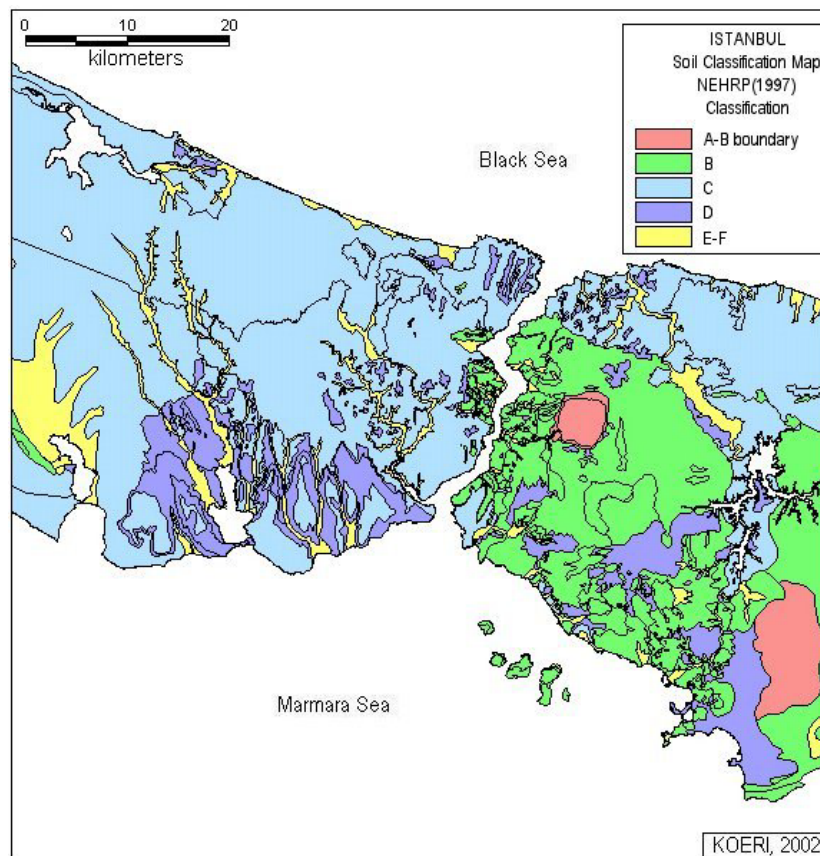 0 10 20
kilometers
ISTANBUL
Soil Classification Map
NEHRP(1997)
Classification
A-B boundary
B
C
D
E-F
Black Sea
Marmara Sea
KOERI, 2002